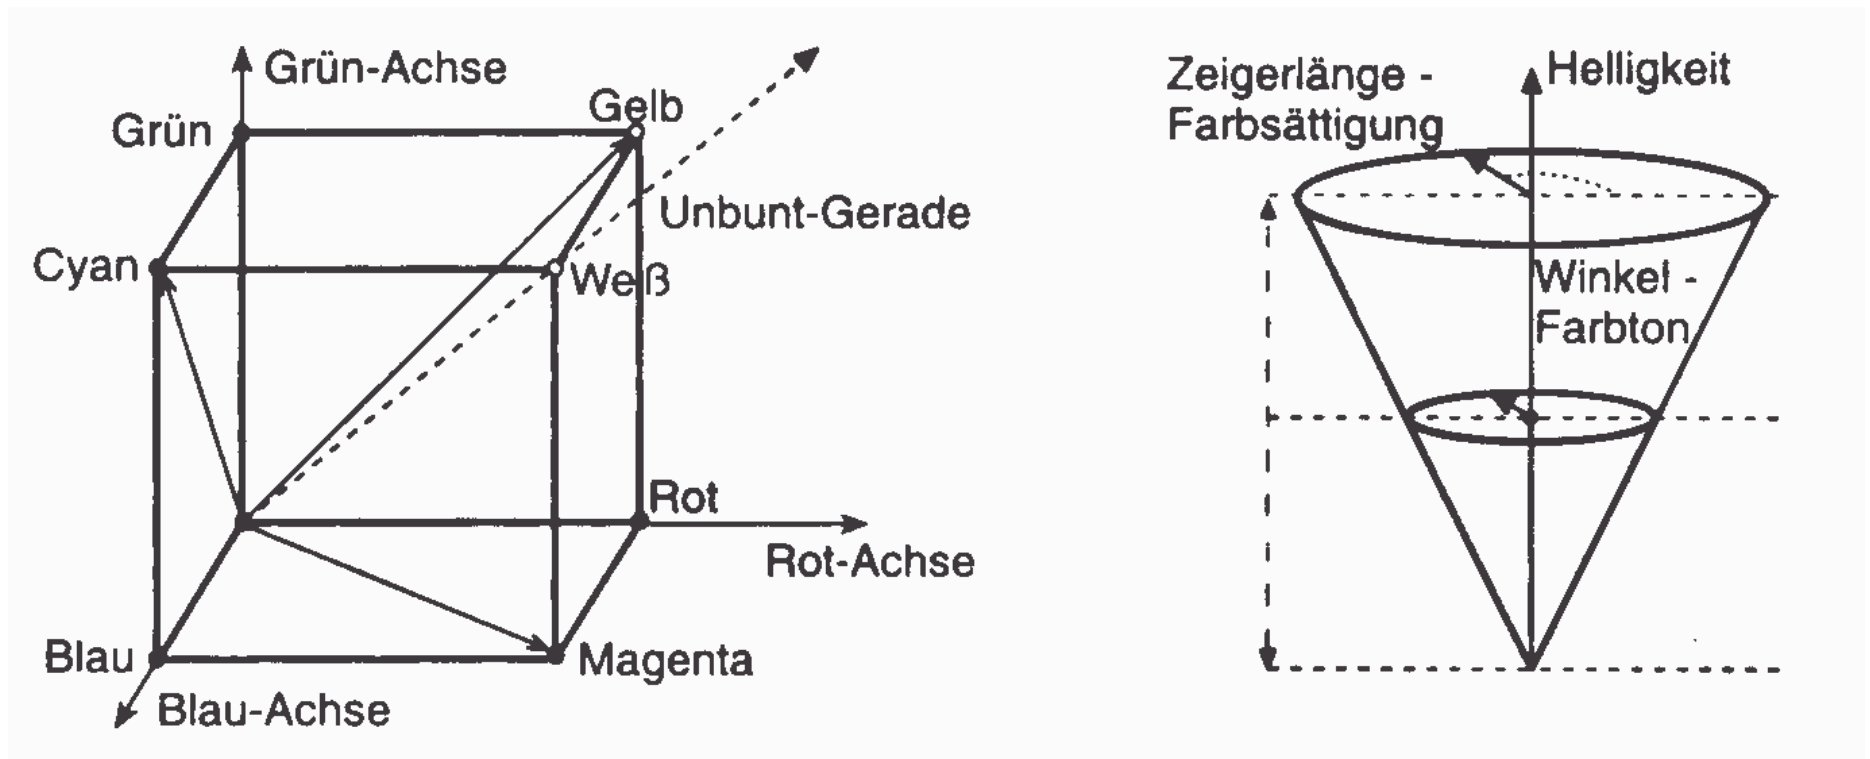 Grün-Achse
Grün
Gelb
Unbunt-Gerade
Cyan
Weiß
Rot
Rot-Achse
Blau
Magenta
Blau-Achse
Zeigerlänge -
Farbsättigung
Helligkeit
Winkel -
Farbton